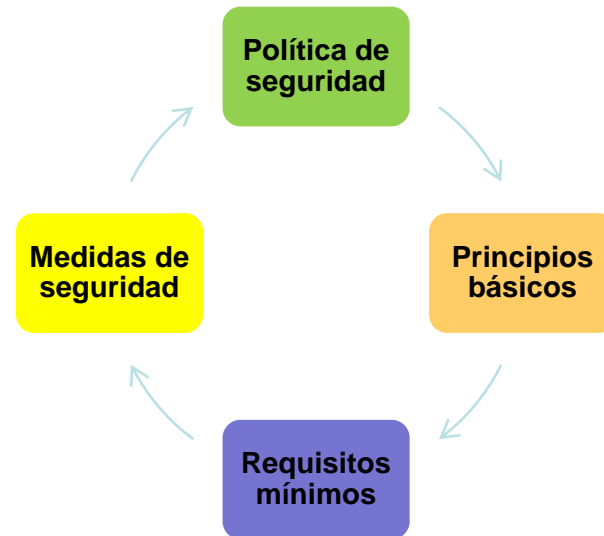 Política de
seguridad
Principios
básicos
Requisitos
mínimos
Medidas de
seguridad